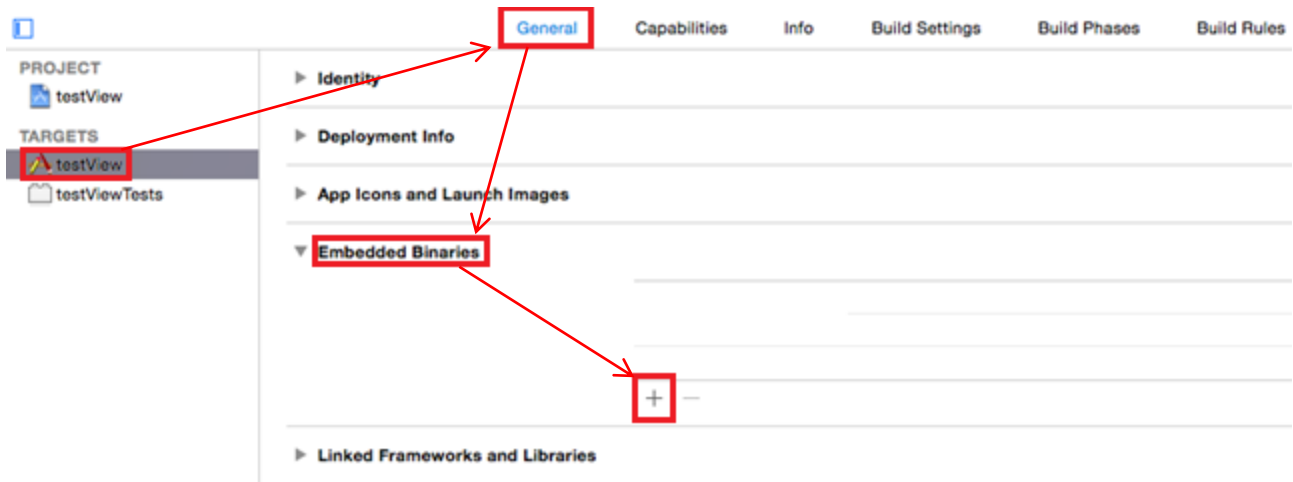 General Capabilities Info Build Settings Build Phases Build Rules
PROJECT
testView
TARGETS
testView
testViewTests
Identity
Deployment Info
App Icons and Launch Images
Embedded Binaries
+ −
Linked Frameworks and Libraries